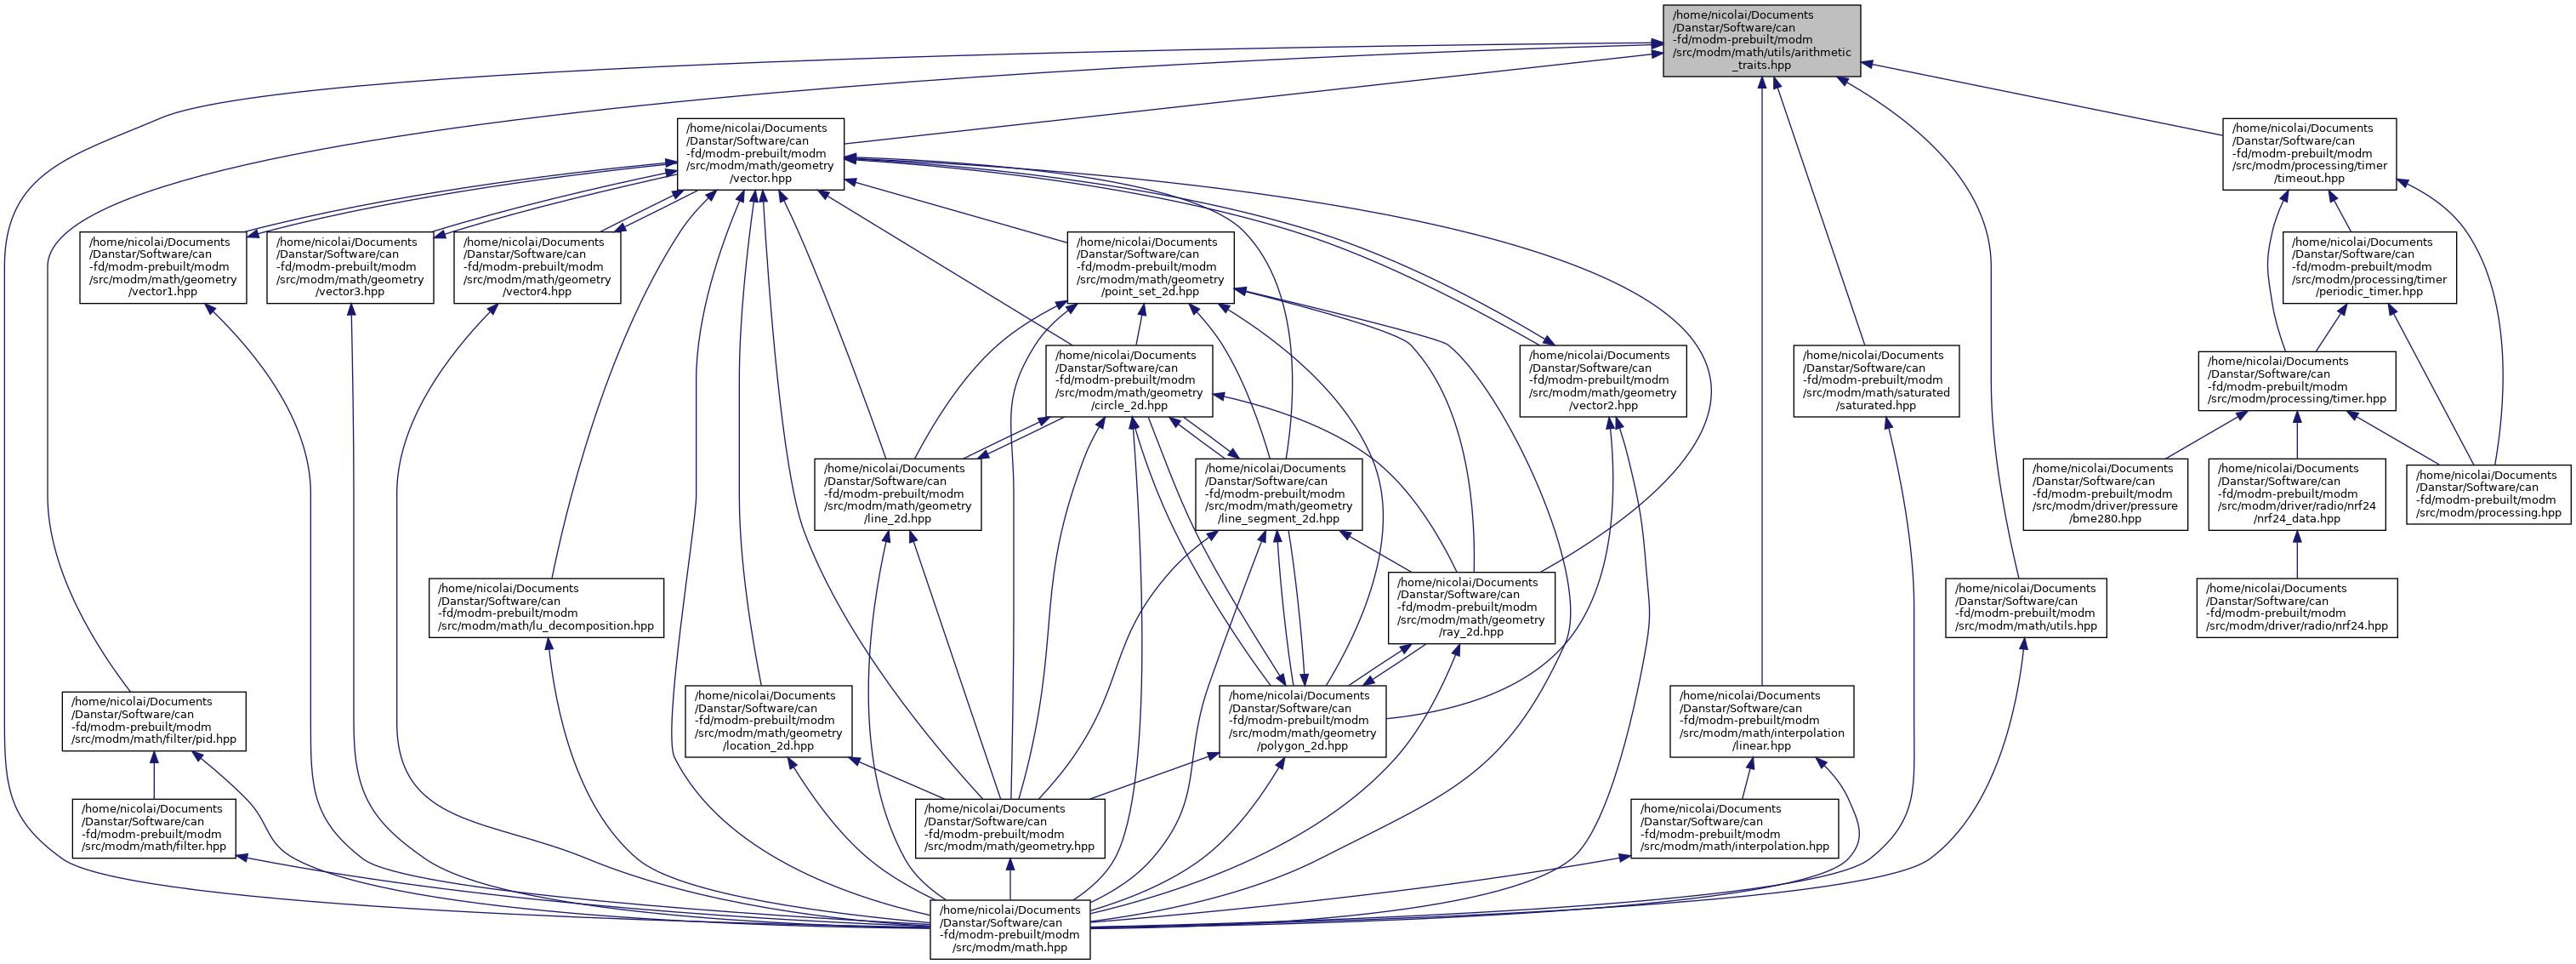 /home/nicolai/Documents
/Danstar/Software/can
-fd/modm-prebuilt/modm
/src/modm/math/utils/arithmetic
_traits.hpp
/home/nicolai/Documents
/Danstar/Software/can
-fd/modm-prebuilt/modm
/src/modm/math/geometry
/vector.hpp
/home/nicolai/Documents
/Danstar/Software/can
-fd/modm-prebuilt/modm
/src/modm/processing/timer
/timeout.hpp
/home/nicolai/Documents
/Danstar/Software/can
-fd/modm-prebuilt/modm
/src/modm/math/geometry
/vector1.hpp
/home/nicolai/Documents
/Danstar/Software/can
-fd/modm-prebuilt/modm
/src/modm/math/geometry
/vector3.hpp
/home/nicolai/Documents
/Danstar/Software/can
-fd/modm-prebuilt/modm
/src/modm/math/geometry
/vector4.hpp
/home/nicolai/Documents
/Danstar/Software/can
-fd/modm-prebuilt/modm
/src/modm/math/geometry
/point_set_2d.hpp
/home/nicolai/Documents
/Danstar/Software/can
-fd/modm-prebuilt/modm
/src/modm/processing/timer
/periodic_timer.hpp
/home/nicolai/Documents
/Danstar/Software/can
-fd/modm-prebuilt/modm
/src/modm/math/geometry
/circle_2d.hpp
/home/nicolai/Documents
/Danstar/Software/can
-fd/modm-prebuilt/modm
/src/modm/math/geometry
/vector2.hpp
/home/nicolai/Documents
/Danstar/Software/can
-fd/modm-prebuilt/modm
/src/modm/math/saturated
/saturated.hpp
/home/nicolai/Documents
/Danstar/Software/can
-fd/modm-prebuilt/modm
/src/modm/processing/timer.hpp
/home/nicolai/Documents
/Danstar/Software/can
-fd/modm-prebuilt/modm
/src/modm/math/geometry
/line_2d.hpp
/home/nicolai/Documents
/Danstar/Software/can
-fd/modm-prebuilt/modm
/src/modm/math/geometry
/line_segment_2d.hpp
/home/nicolai/Documents
/Danstar/Software/can
-fd/modm-prebuilt/modm
/src/modm/driver/pressure
/bme280.hpp
/home/nicolai/Documents
/Danstar/Software/can
-fd/modm-prebuilt/modm
/src/modm/driver/radio/nrf24
/nrf24_data.hpp
/home/nicolai/Documents
/Danstar/Software/can
-fd/modm-prebuilt/modm
/src/modm/processing.hpp
/home/nicolai/Documents
/Danstar/Software/can
-fd/modm-prebuilt/modm
/src/modm/math/lu_decomposition.hpp
/home/nicolai/Documents
/Danstar/Software/can
-fd/modm-prebuilt/modm
/src/modm/math/geometry
/ray_2d.hpp
/home/nicolai/Documents
/Danstar/Software/can
-fd/modm-prebuilt/modm
/src/modm/math/utils.hpp
/home/nicolai/Documents
/Danstar/Software/can
-fd/modm-prebuilt/modm
/src/modm/driver/radio/nrf24.hpp
/home/nicolai/Documents
/Danstar/Software/can
-fd/modm-prebuilt/modm
/src/modm/math/filter/pid.hpp
/home/nicolai/Documents
/Danstar/Software/can
-fd/modm-prebuilt/modm
/src/modm/math/geometry
/location_2d.hpp
/home/nicolai/Documents
/Danstar/Software/can
-fd/modm-prebuilt/modm
/src/modm/math/geometry
/polygon_2d.hpp
/home/nicolai/Documents
/Danstar/Software/can
-fd/modm-prebuilt/modm
/src/modm/math/interpolation
/linear.hpp
/home/nicolai/Documents
/Danstar/Software/can
-fd/modm-prebuilt/modm
/src/modm/math/filter.hpp
/home/nicolai/Documents
/Danstar/Software/can
-fd/modm-prebuilt/modm
/src/modm/math/geometry.hpp
/home/nicolai/Documents
/Danstar/Software/can
-fd/modm-prebuilt/modm
/src/modm/math/interpolation.hpp
/home/nicolai/Documents
/Danstar/Software/can
-fd/modm-prebuilt/modm
/src/modm/math.hpp